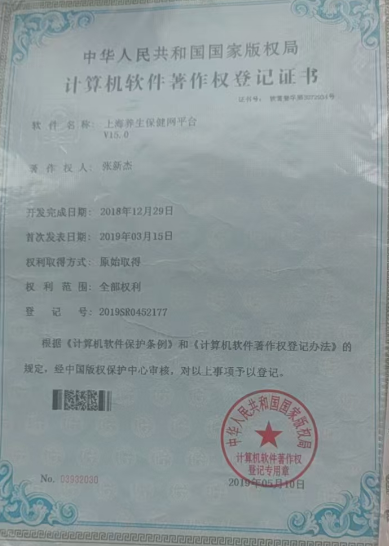 中华人民共和国国家版权局
计算机软件著作权登记证书
证书号：
软件名称： 上海养生保健网平台
V15.0
著作权人： 张新杰
开发完成日期： 2018年12月29日
首次发表日期： 2019年03月15日
权利取得方式： 原始取得
权利范围： 全部权利
登记号： 2019SR0452177
根据《计算机软件保护条例》和《计算机软件著作权登记办法》的
规定，经中国版权保护中心审核，对以上事项予以登记。
中华人民共和国国家版权局
计算机软件著作权
登记专用章
No.
2019年05月10日